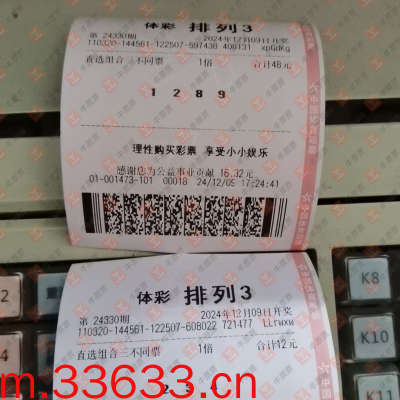 体彩 排列3
第 24330期 2024年12月09日开奖
110320-144561-122507-597438 400131 xpGdKg
直选组合三不同票 1倍 合计48元
1 2 8 9
理性购买彩票 享受小小娱乐
感谢您为公益事业贡献 16.32元
01-001473-101 00018 24/12/05 17:24:41
体彩 排列3
第 24330期 2024年12月09日开奖
110320-144561-122507-608022 721477
直选组合三不同票 1倍 合计12元
K8
K10
K11
2
4
m.33633.cn